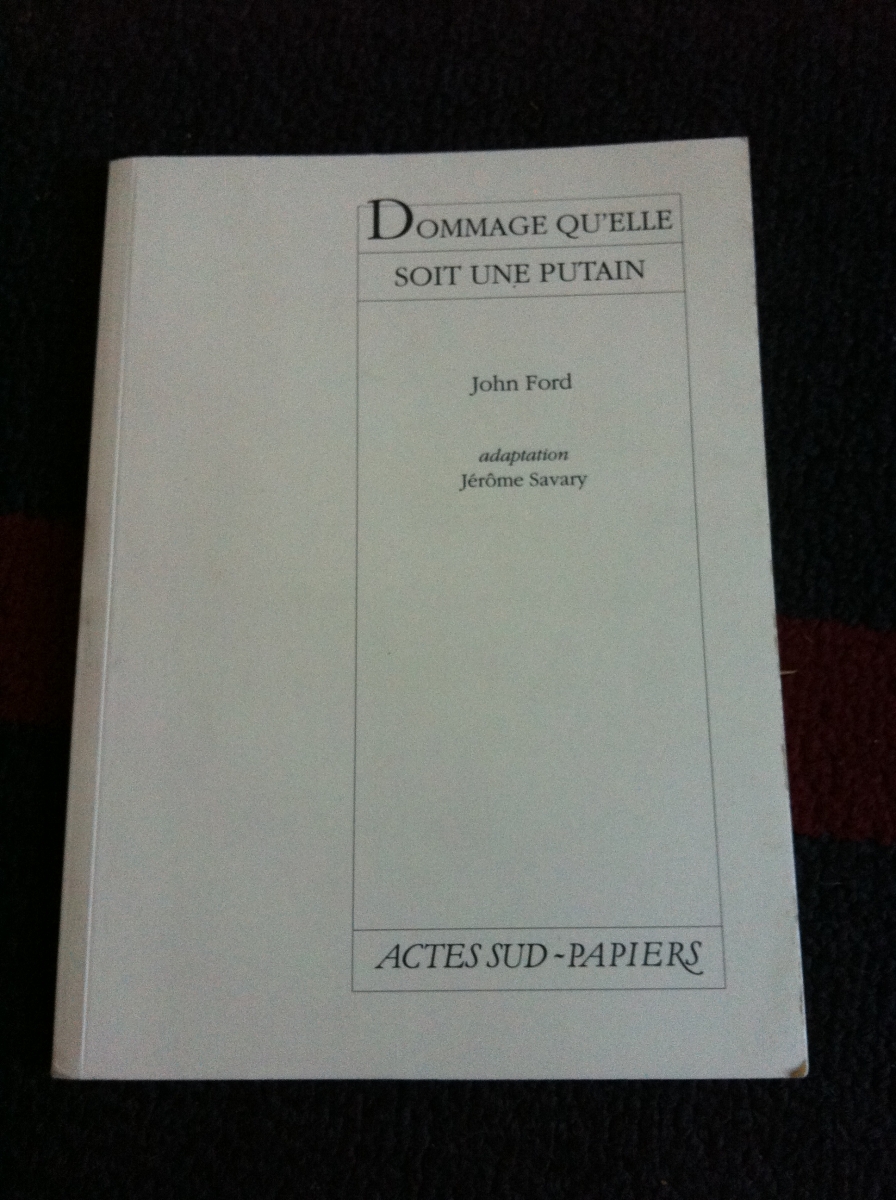 DOMMAGE QU'ELLE
SOIT UNE PUTAIN
John Ford
adaptation
Jérôme Savary
ACTES SUD-PAPIERS